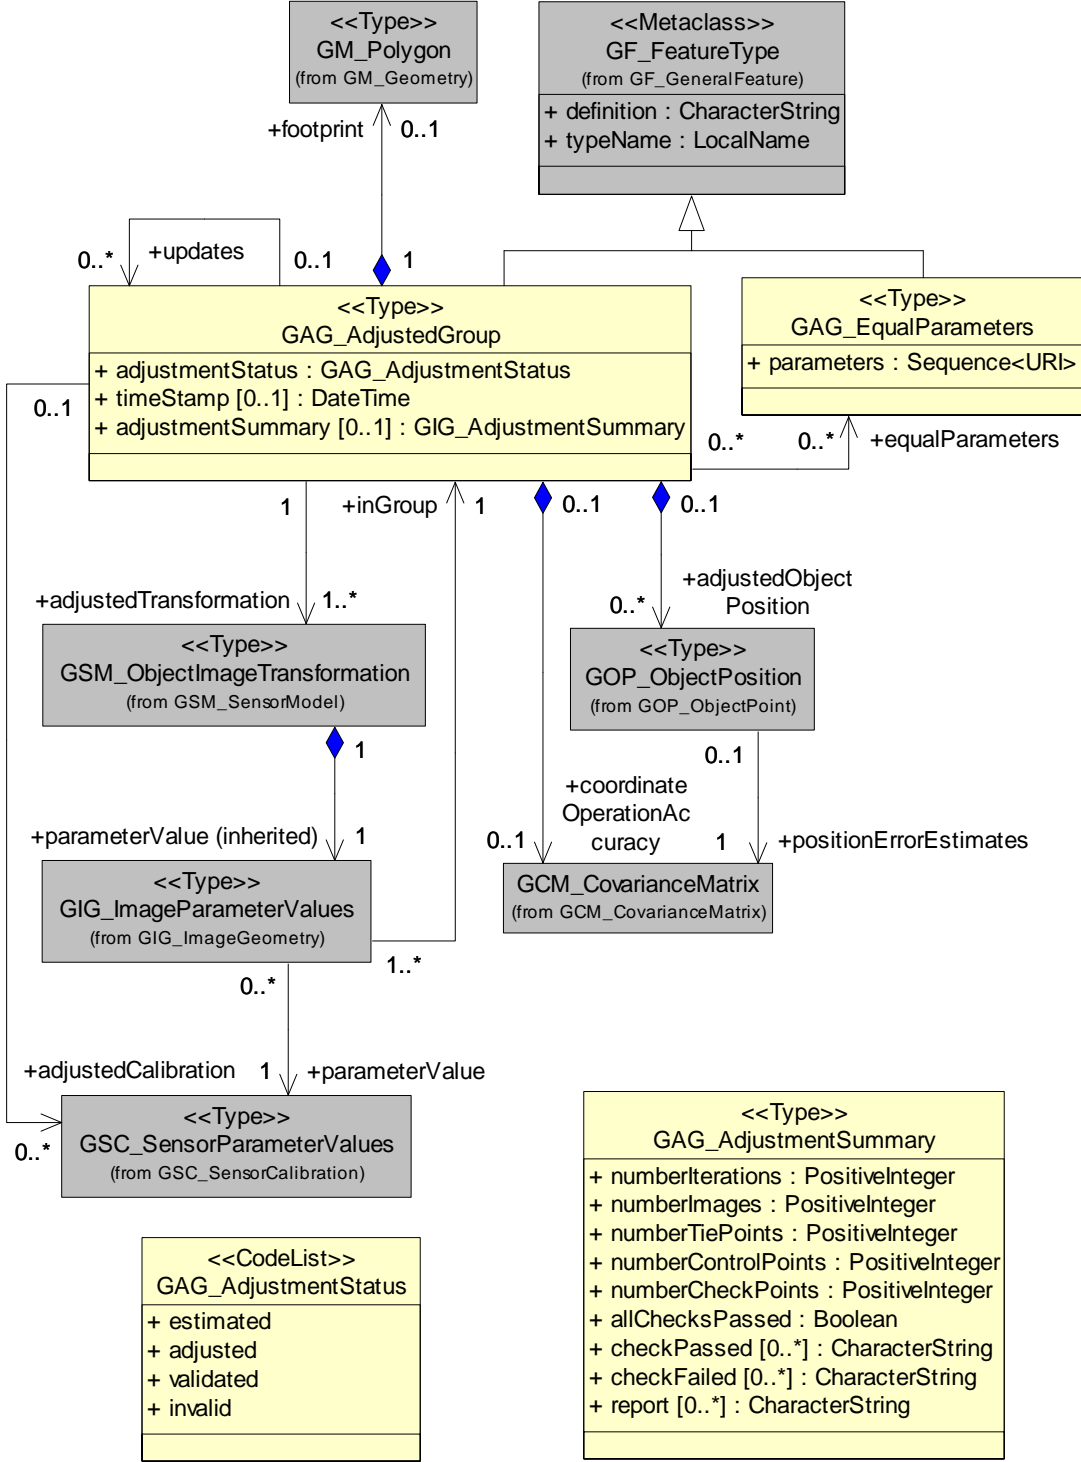 <<Type>>
GM_Polygon
(from GM_Geometry)
<<Metaclass>>
GF_FeatureType
(from GF_GeneralFeature)
+ definition : CharacterString
+ typeName : LocalName
+footprint
0..1
0..*
+updates
0..1
1
<<Type>>
GAG_AdjustedGroup
+ adjustmentStatus : GAG_AdjustmentStatus
+ timeStamp [0..1] : DateTime
+ adjustmentSummary [0..1] : GIG_AdjustmentSummary
<<Type>>
GAG_EqualParameters
+ parameters : Sequence<URI>
0..1
0..*
0..*
+equalParameters
1
+inGroup
1
0..1
0..1
+adjustedTransformation
1..*
+adjustedObject
Position
0..*
<<Type>>
GSM_ObjectImageTransformation
(from GSM_SensorModel)
<<Type>>
GOP_ObjectPosition
(from GOP_ObjectPoint)
1
0..1
+coordinate
OperationAc
curacy
+parameterValue (inherited)
1
0..1
1
+positionErrorEstimates
<<Type>>
GIG_ImageParameterValues
(from GIG_ImageGeometry)
GCM_CovarianceMatrix
(from GCM_CovarianceMatrix)
1..*
0..*
+adjustedCalibration
1
+parameterValue
0..*
<<Type>>
GSC_SensorParameterValues
(from GSC_SensorCalibration)
<<Type>>
GAG_AdjustmentSummary
+ numberIterations : PositiveInteger
+ numberImages : PositiveInteger
+ numberTiePoints : PositiveInteger
+ numberControlPoints : PositiveInteger
+ numberCheckPoints : PositiveInteger
+ allChecksPassed : Boolean
+ checkPassed [0..*] : CharacterString
+ checkFailed [0..*] : CharacterString
+ report [0..*] : CharacterString
<<CodeList>>
GAG_AdjustmentStatus
+ estimated
+ adjusted
+ validated
+ invalid